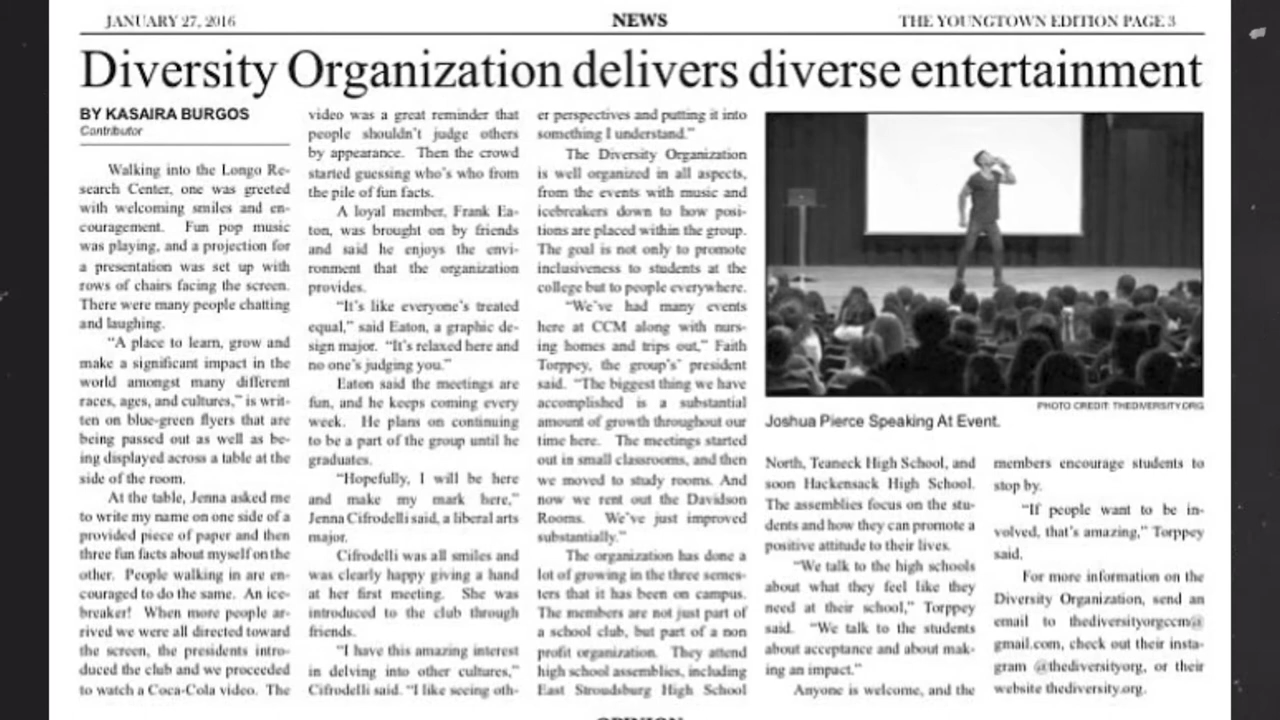 JANUARY 27, 2016
NEWS
THE YOUNGTOWN EDITION PAGE 3
Diversity Organization delivers diverse entertainment
BY KASAIRA BURGOS
Contributor
Walking into the Longo Re-
search Center, one was greeted
with welcoming smiles and en-
couragement. Fun pop music
was playing, and a projection for
a presentation was set up with
rows of chairs facing the screen.
There were many people chatting
and laughing.
"A place to learn, grow and
make a significant impact in the
world amongst many different
races, ages, and cultures," is writ-
ten on blue-green flyers that are
being passed out as well as be-
ing displayed across a table at the
side of the room.
At the table, Jenna asked me
to write my name on one side of a
provided piece of paper and then
three fun facts about myself on the
other. People walking in are en-
couraged to do the same. An ice-
breaker! When more people ar-
rived we were all directed toward
the screen, the presidents intro-
duced the club and we proceeded
to watch a Coca-Cola video. The
video was a great reminder that
people shouldn't judge others
by appearance. Then the crowd
started guessing who's who from
the pile of fun facts.
A loyal member, Frank Ea-
ton, was brought on by friends
and said he enjoys the envi-
ronment that the organization
provides.
"It's like everyone's treated
equal," said Eaton, a graphic de-
sign major. "It's relaxed here and
no one's judging you."
Eaton said the meetings are
fun, and he keeps coming every
week. He plans on continuing
to be a part of the group until he
graduates.
"Hopefully, I will be here
and make my mark here,"
Jenna Cifrodelli said, a liberal arts
major.
Cifrodelli was all smiles and
was clearly happy giving a hand
at her first meeting. She was
introduced to the club through
friends.
"I have this amazing interest
in delving into other cultures,"
Cifrodelli said. "I like seeing oth-
er perspectives and putting it into
something I understand."
The Diversity Organization
is well organized in all aspects,
from the events with music and
icebreakers down to how posi-
tions are placed within the group.
The goal is not only to promote
inclusiveness to students at the
college but to people everywhere.
"We've had many events
here at CCM along with nurs-
ing homes and trips out," Faith
Torppey, the group's' president
said. "The biggest thing we have
accomplished is a substantial
amount of growth throughout our
time here. The meetings started
out in small classrooms, and then
we moved to study rooms. And
now we rent out the Davidson
Rooms. We've just improved
substantially."
The organization has done a
lot of growing in the three semes-
ters that it has been on campus.
The members are not just part of
a school club, but part of a non
profit organization. They attend
high school assemblies, including
East Stroudsburg High School
PHOTO CREDIT: THEDIVERSITY.ORG
Joshua Pierce Speaking At Event.
North, Teaneck High School, and
soon Hackensack High School.
The assemblies focus on the stu-
dents and how they can promote a
positive attitude to their lives.
"We talk to the high schools
about what they feel like they
need at their school," Torppey
said. "We talk to the students
about acceptance and about mak-
ing an impact."
Anyone is welcome, and the
members encourage students to
stop by.
"If people want to be in-
volved, that's amazing," Torppey
said.
For more information on the
Diversity Organization, send an
email to thediversityorgccm@
gmail.com, check out their insta-
gram @thediversityorg, or their
website thediversity.org.